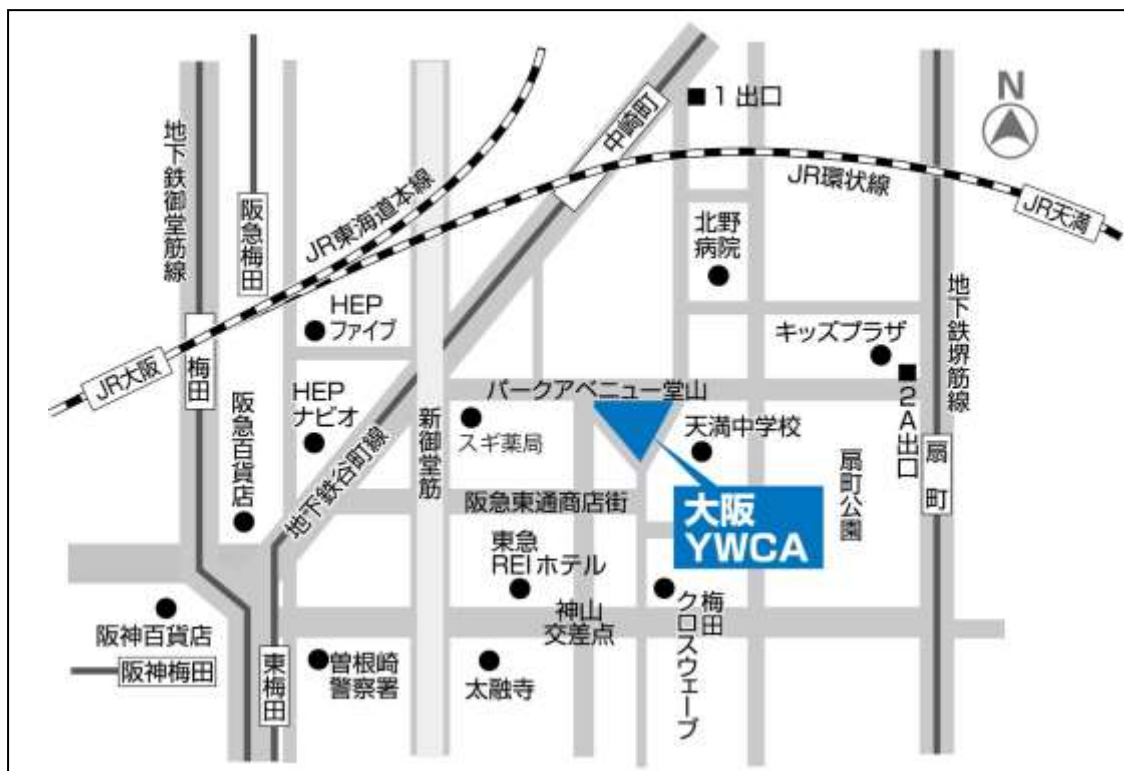 N
1出口
中崎町
地下鉄御堂筋線
阪急梅田
JR東海道本線
JR環状線
JR天満
北野
病院
HEP
ファイブ
キッズプラザ
地下鉄堺筋線
JR大阪
梅田
阪急百貨店
HEP
ナビオ
パークアベニュー堂山
2A出口
スギ薬局
新御堂筋
天満中学校
扇町公園
扇町
地下鉄谷町線
阪急東通商店街
大阪
YWCA
東急
REIホテル
神山
交差点
梅田
クロスウェーブ
阪神百貨店
阪神梅田
東梅田
曽根崎
警察署
太融寺